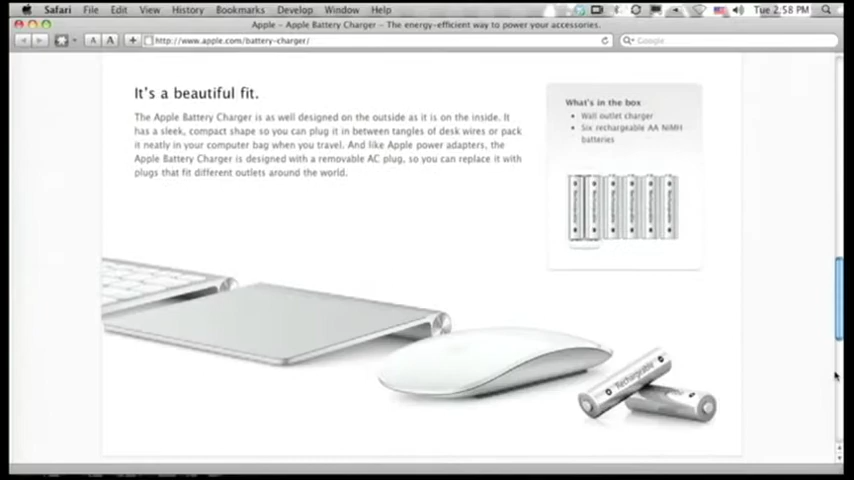 Safari File Edit View History Bookmarks Develop Window Help Tue 2:58 PM
Apple – Apple Battery Charger – The energy-efficient way to power your accessories.
A A + http://www.apple.com/battery-charger/ Google
It's a beautiful fit.
The Apple Battery Charger is as well designed on the outside as it is on the inside. It
has a sleek, compact shape so you can plug it in between tangles of desk wires or pack
it neatly in your computer bag when you travel. And like Apple power adapters, the
Apple Battery Charger is designed with a removable AC plug, so you can replace it with
plugs that fit different outlets around the world.
What's in the box
• Wall outlet charger
• Six rechargeable AA NiMH
batteries
Rechargeable